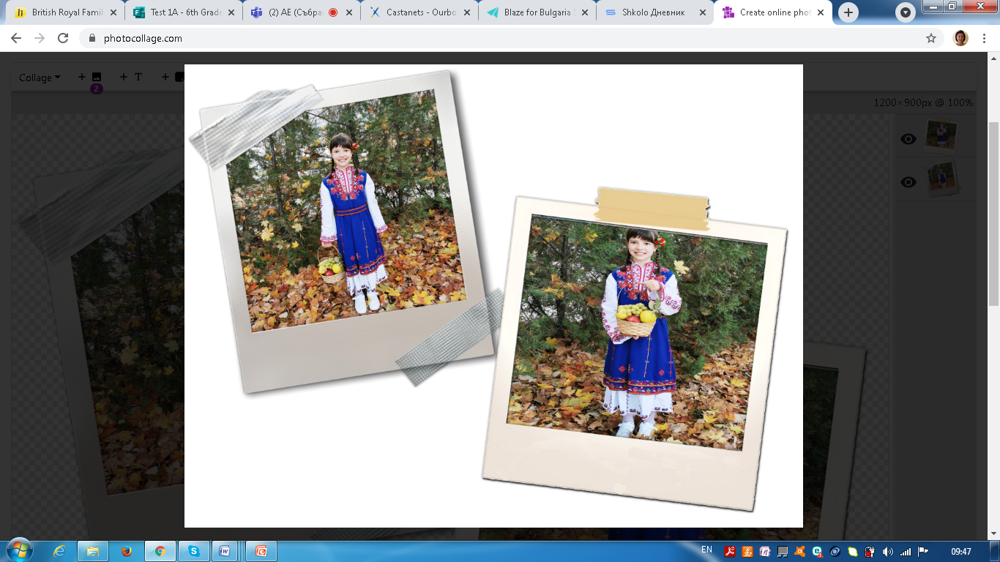 British Royal Famil
Test 1A - 6th Grade
(2) AE (Събра
Castanets - Ourbo
Blaze for Bulgaria
Shkolo Дневник
Create online phot
photocollage.com
Collage
T
2
1200×900px @ 100%
EN
09:47